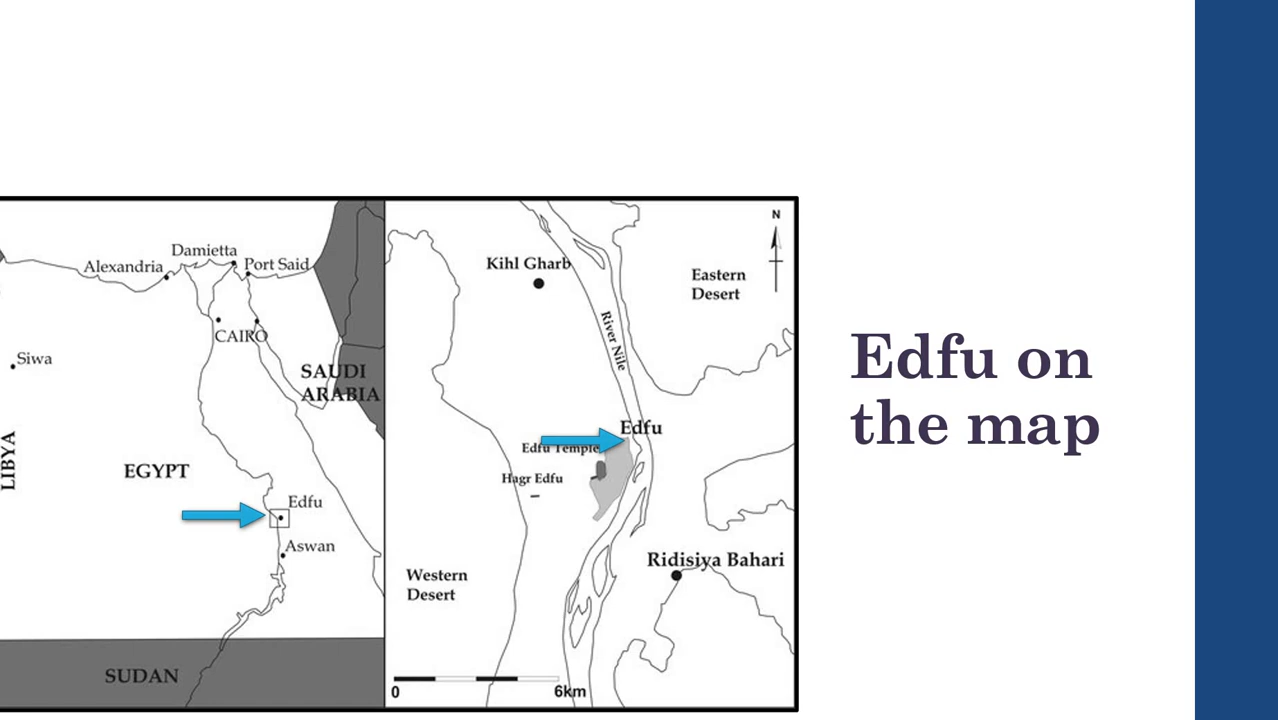 Damietta
Alexandria
Port Said
CAIRO
Siwa
SAUDI
ARABIA
LIBYA
EGYPT
Edfu
Aswan
SUDAN
N
Kihl Gharb
Eastern
Desert
River Nile
Edfu
Edfu Temple
Hagr Edfu
Ridisiya Bahari
Western
Desert
0
6km
Edfu on
the map